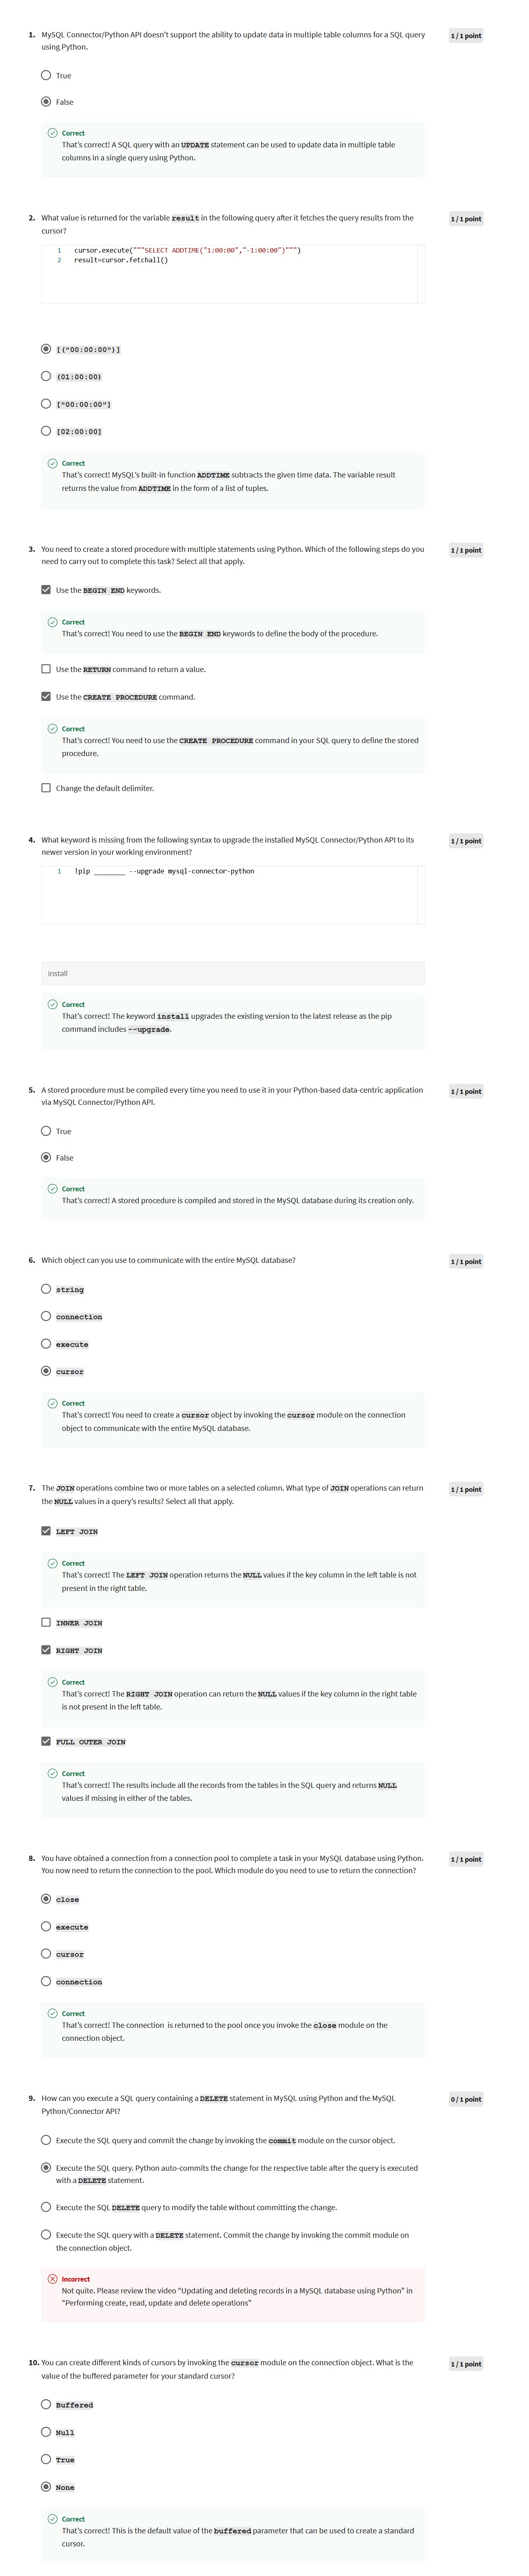 1. MySQL Connector/Python API doesn't support the ability to update data in multiple table columns for a SQL query
using Python.
1 / 1 point
True
False
Correct
That's correct! A SQL query with an UPDATE statement can be used to update data in multiple table
columns in a single query using Python.
2. What value is returned for the variable result in the following query after it fetches the query results from the
cursor?
1 / 1 point
1 cursor.execute("""SELECT ADDTIME("1:00:00","-1:00:00")""")
2 result=cursor.fetchall()
[("00:00:00")]
(01:00:00)
["00:00:00"]
[02:00:00]
Correct
That's correct! MySQL's built-in function ADDTIME subtracts the given time data. The variable result
returns the value from ADDTIME in the form of a list of tuples.
3. You need to create a stored procedure with multiple statements using Python. Which of the following steps do you
need to carry out to complete this task? Select all that apply.
1 / 1 point
Use the BEGIN END keywords.
Correct
That's correct! You need to use the BEGIN END keywords to define the body of the procedure.
Use the RETURN command to return a value.
Use the CREATE PROCEDURE command.
Correct
That's correct! You need to use the CREATE PROCEDURE command in your SQL query to define the stored
procedure.
Change the default delimiter.
4. What keyword is missing from the following syntax to upgrade the installed MySQL Connector/Python API to its
newer version in your working environment?
1 / 1 point
1 !pip ________ --upgrade mysql-connector-python
install
Correct
That's correct! The keyword install upgrades the existing version to the latest release as the pip
command includes --upgrade.
5. A stored procedure must be compiled every time you need to use it in your Python-based data-centric application
via MySQL Connector/Python API.
1 / 1 point
True
False
Correct
That's correct! A stored procedure is compiled and stored in the MySQL database during its creation only.
6. Which object can you use to communicate with the entire MySQL database?
1 / 1 point
string
connection
execute
cursor
Correct
That's correct! You need to create a cursor object by invoking the cursor module on the connection
object to communicate with the entire MySQL database.
7. The JOIN operations combine two or more tables on a selected column. What type of JOIN operations can return
the NULL values in a query's results? Select all that apply.
1 / 1 point
LEFT JOIN
Correct
That's correct! The LEFT JOIN operation returns the NULL values if the key column in the left table is not
present in the right table.
INNER JOIN
RIGHT JOIN
Correct
That's correct! The RIGHT JOIN operation can return the NULL values if the key column in the right table
is not present in the left table.
FULL OUTER JOIN
Correct
That's correct! The results include all the records from the tables in the SQL query and returns NULL
values if missing in either of the tables.
8. You have obtained a connection from a connection pool to complete a task in your MySQL database using Python.
You now need to return the connection to the pool. Which module do you need to use to return the connection?
1 / 1 point
close
execute
cursor
connection
Correct
That's correct! The connection is returned to the pool once you invoke the close module on the
connection object.
9. How can you execute a SQL query containing a DELETE statement in MySQL using Python and the MySQL
Python/Connector API?
0 / 1 point
Execute the SQL query and commit the change by invoking the commit module on the cursor object.
Execute the SQL query. Python auto-commits the change for the respective table after the query is executed
with a DELETE statement.
Execute the SQL DELETE query to modify the table without committing the change.
Execute the SQL query with a DELETE statement. Commit the change by invoking the commit module on
the connection object.
Incorrect
Not quite. Please review the video "Updating and deleting records in a MySQL database using Python" in
"Performing create, read, update and delete operations"
10. You can create different kinds of cursors by invoking the cursor module on the connection object. What is the
value of the buffered parameter for your standard cursor?
1 / 1 point
Buffered
Null
True
None
Correct
That's correct! This is the default value of the buffered parameter that can be used to create a standard
cursor.